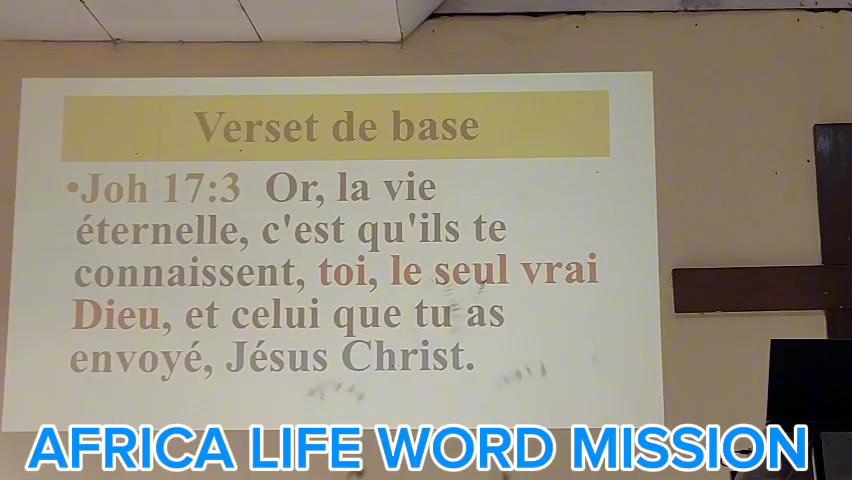 Verset de base
•Joh 17:3 Or, la vie
éternelle, c'est qu'ils te
connaissent, toi, le seul vrai
Dieu, et celui que tu as
envoyé, Jésus Christ.
AFRICA LIFE WORD MISSION